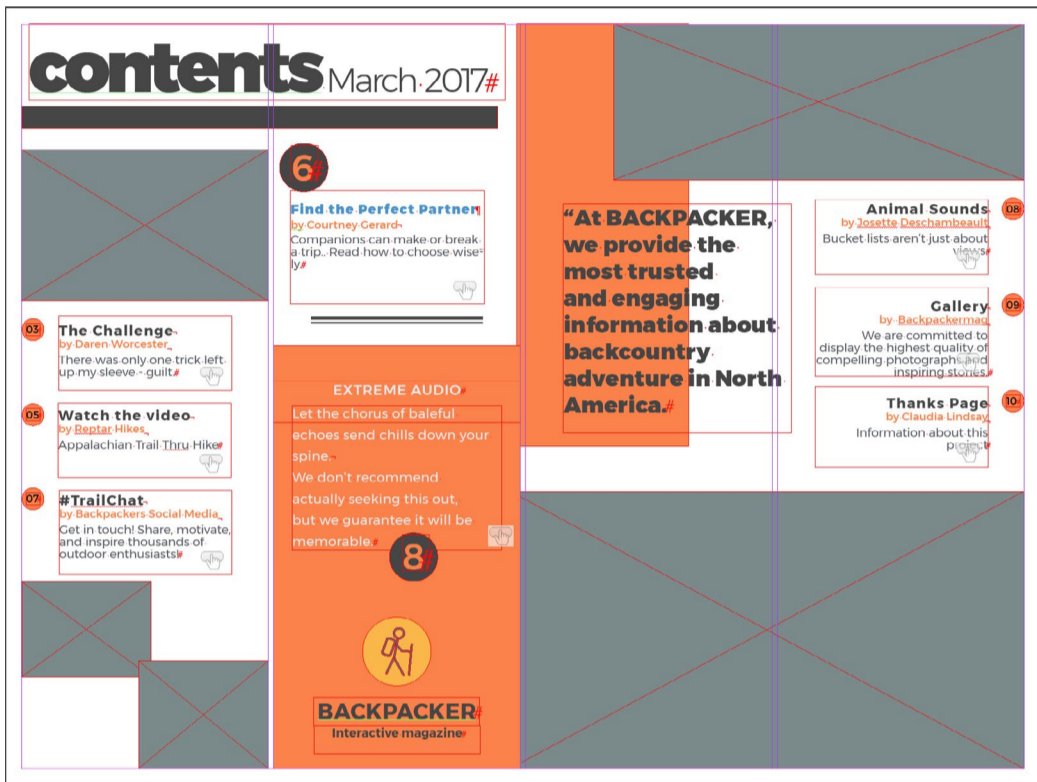 contents March 2017
6
Find the Perfect Partner
by Courtney Gerard
Companions can make or break
a trip.. Read how to choose wise-
ly.
03
The Challenge
by Daren Worcester
There was only one trick left
up my sleeve - guilt.
05
Watch the video
by Reptar Hikes
Appalachian Trail Thru Hike
07
#TrailChat
by Backpackers Social Media
Get in touch! Share, motivate,
and inspire thousands of
outdoor enthusiasts!
EXTREME AUDIO
Let the chorus of baleful
echoes send chills down your
spine.
We don't recommend
actually seeking this out,
but we guarantee it will be
memorable.
8
BACKPACKER
Interactive magazine
“At BACKPACKER,
we provide the
most trusted
and engaging
information about
backcountry
adventure in North
America.
Animal Sounds
08
by Josette Deschambeault
Bucket lists aren't just about
views.
Gallery
09
by Backpackermag
We are committed to
display the highest quality of
compelling photographs and
inspiring stories.
Thanks Page
10
by Claudia Lindsay
Information about this
project